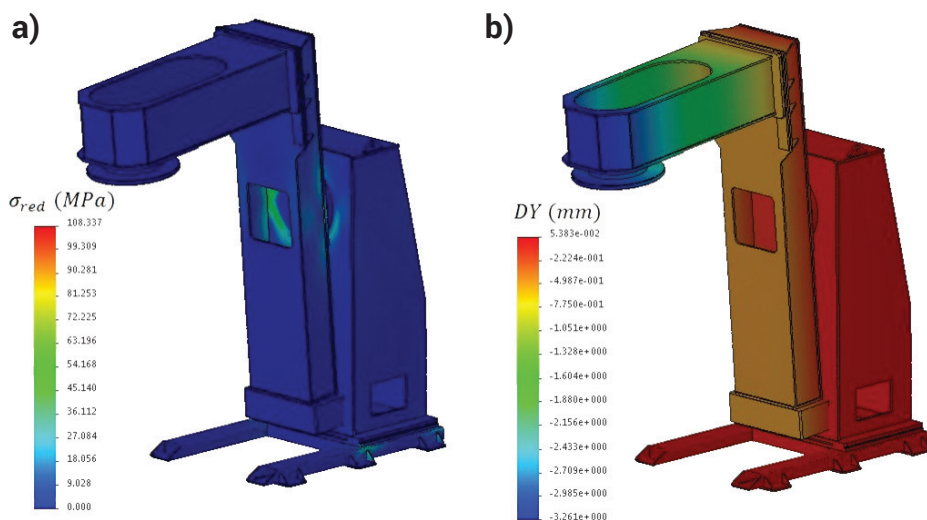 a)
b)
σ_red (MPa)
108.337
99.309
90.281
81.253
72.225
63.196
54.168
45.140
36.112
27.084
18.056
9.028
0.000
DY (mm)
5.383e-002
-2.224e-001
-4.987e-001
-7.750e-001
-1.051e+000
-1.328e+000
-1.604e+000
-1.880e+000
-2.156e+000
-2.433e+000
-2.709e+000
-2.985e+000
-3.261e+000